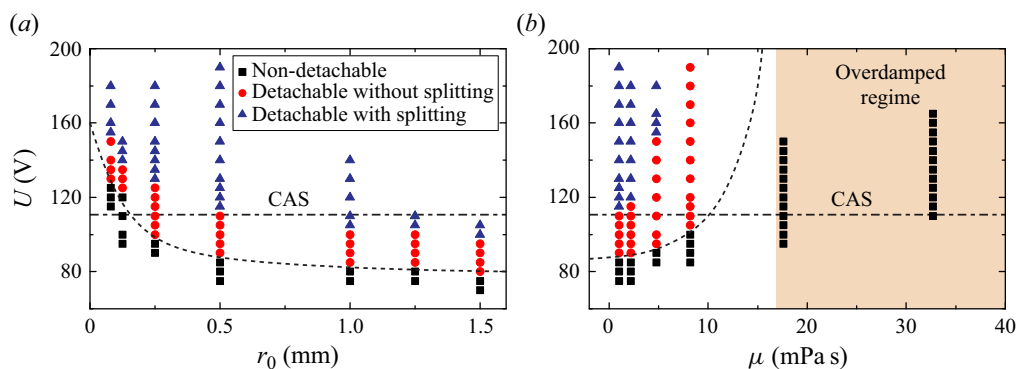 (a)
200
160
120
80
U (V)
Non-detachable
Detachable without splitting
Detachable with splitting
CAS
0
0.5
1.0
1.5
r0 (mm)
(b)
200
160
120
80
Overdamped
regime
CAS
0
10
20
30
40
μ (mPa s)